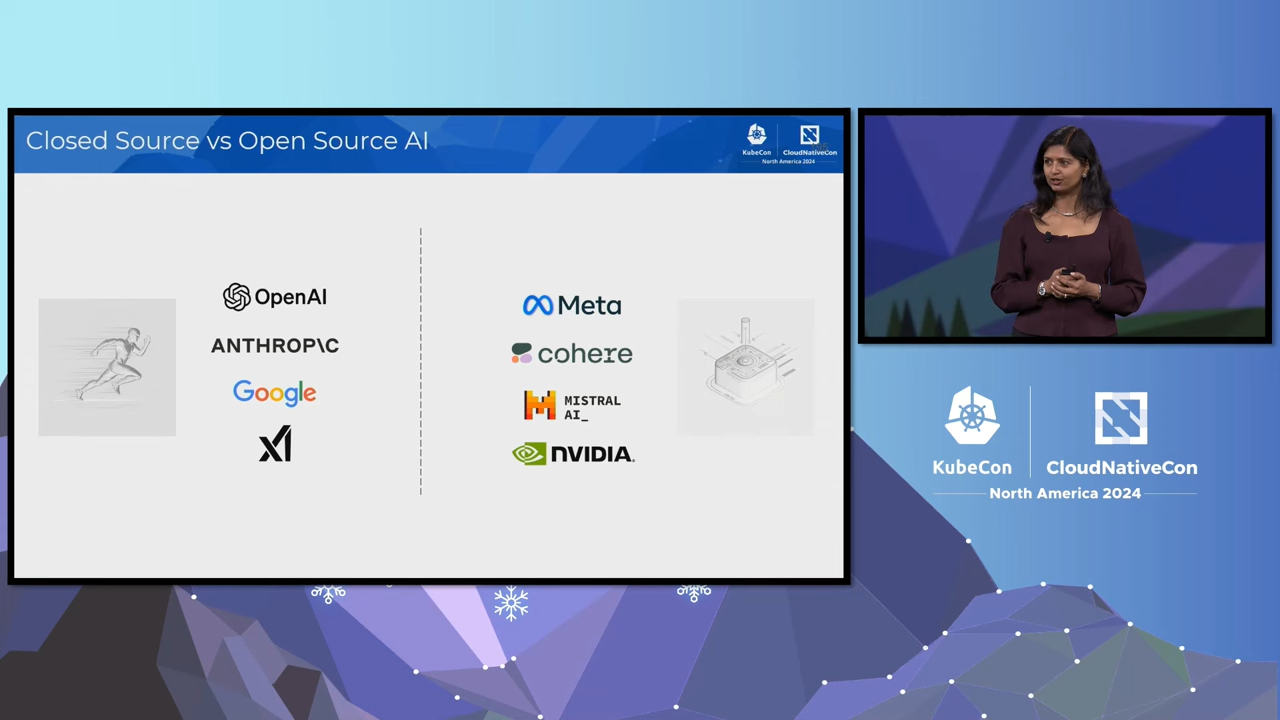 Closed Source vs Open Source AI
KubeCon
CloudNativeCon
North America 2024
OpenAI
ANTHROP\C
Google
xI
Meta
cohere
MISTRAL
AI_
NVIDIA.
KubeCon
CloudNativeCon
North America 2024